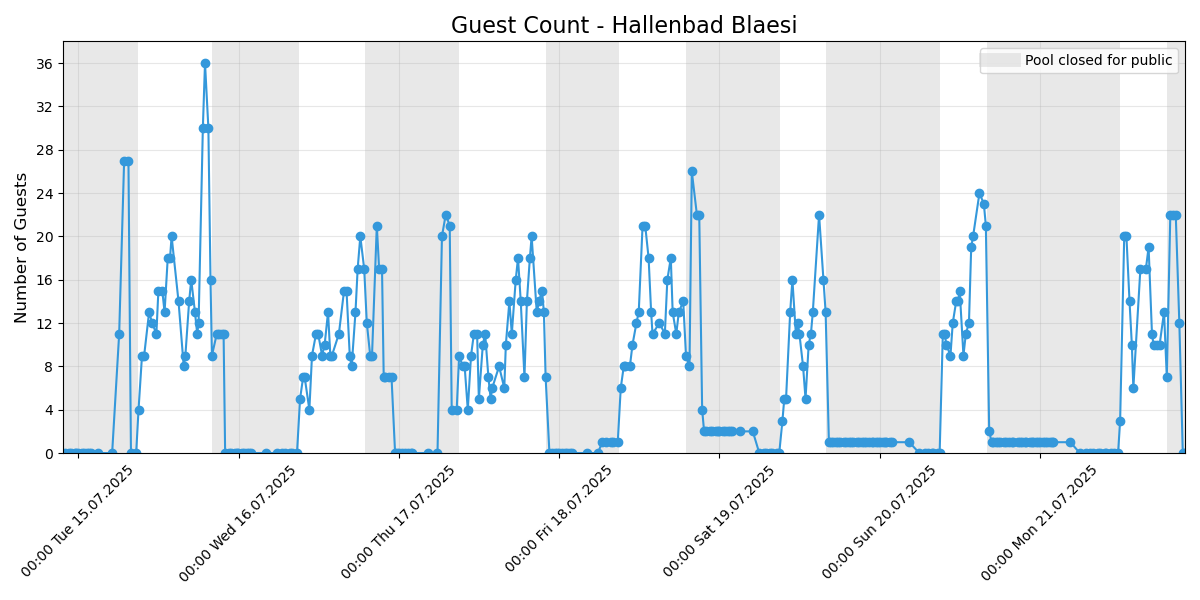 Guest Count - Hallenbad Blaesi
Pool closed for public
Number of Guests
36
32
28
24
20
16
12
8
4
0
00:00 Tue 15.07.2025
00:00 Wed 16.07.2025
00:00 Thu 17.07.2025
00:00 Fri 18.07.2025
00:00 Sat 19.07.2025
00:00 Sun 20.07.2025
00:00 Mon 21.07.2025